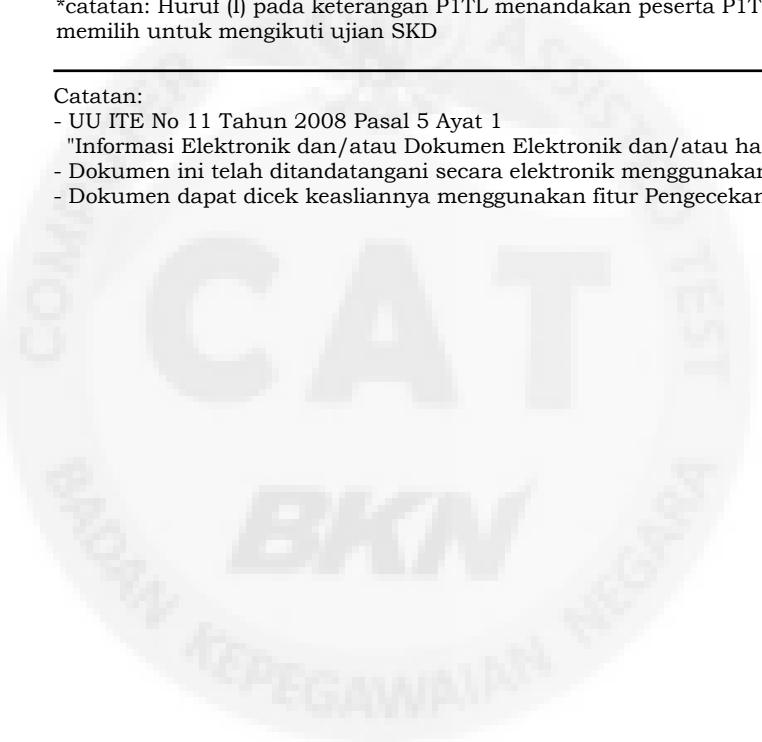 *catatan: Huruf (l) pada keterangan P1TL menandakan peserta P1T
memilih untuk mengikuti ujian SKD
Catatan:
- UU ITE No 11 Tahun 2008 Pasal 5 Ayat 1
"Informasi Elektronik dan/atau Dokumen Elektronik dan/atau ha
- Dokumen ini telah ditandatangani secara elektronik menggunakan
- Dokumen dapat dicek keasliannya menggunakan fitur Pengecekan
COMPUTER ASSISTED TEST
CAT
BKN
BADAN KEPEGAWAIAN NEGARA